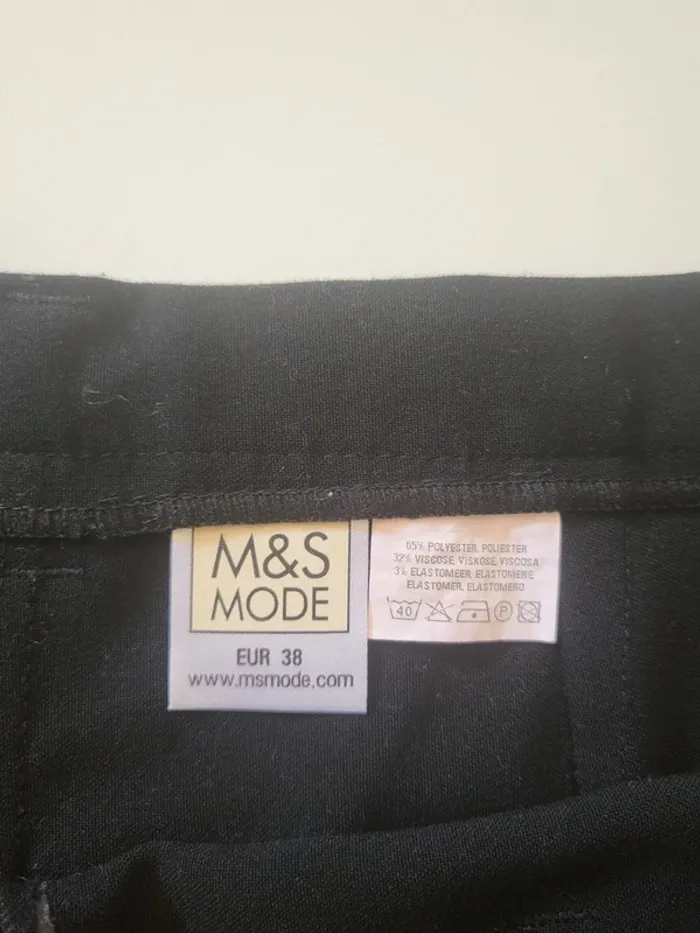 M&S
MODE
EUR 38
www.msmode.com
65% POLYESTER, POLIESTER
32% VISCOSE, VISKOSE, VISCOSA
3% ELASTOMEER, ELASTOMERE,
ELASTOMER, ELASTOMERO
40 P